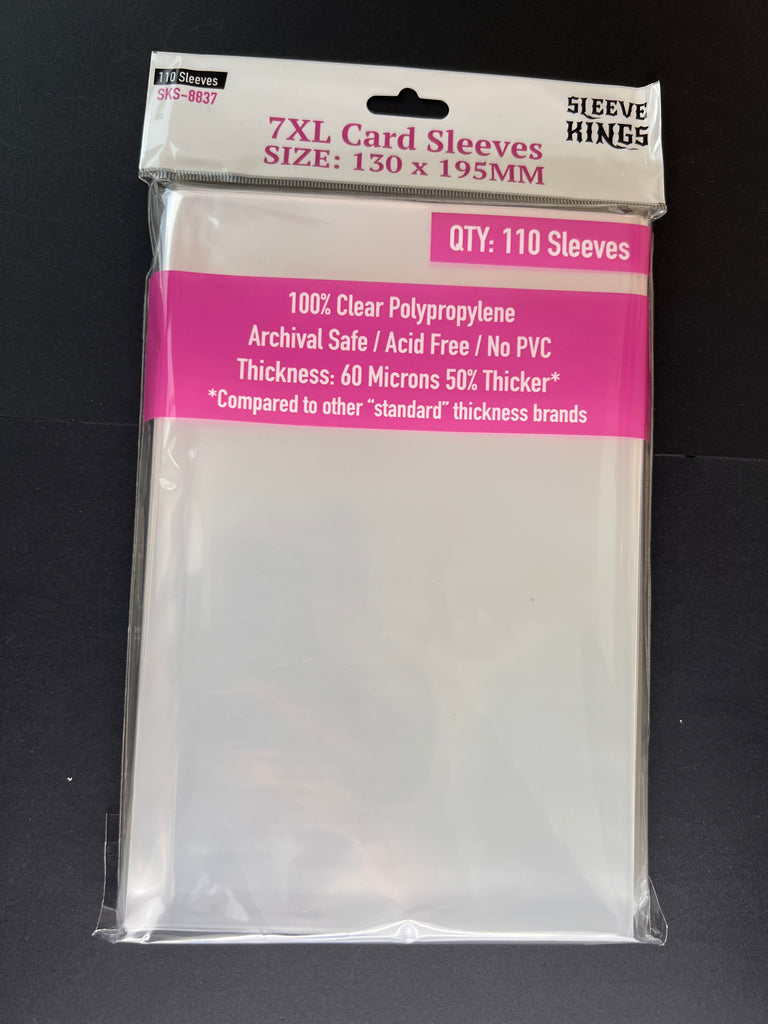 110 Sleeves
SKS-8837
SLEEVE
KINGS
7XL Card Sleeves
SIZE: 130 x 195MM
QTY: 110 Sleeves
100% Clear Polypropylene
Archival Safe / Acid Free / No PVC
Thickness: 60 Microns 50% Thicker*
*Compared to other “standard” thickness brands